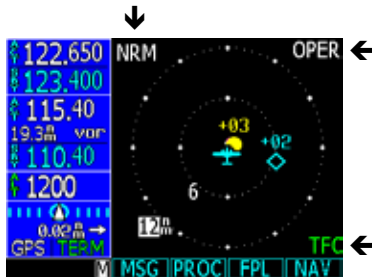 122.650 NRM OPER
123.400
115.40
19.3nm vor
110.40
+03
+02
1200
6
0.02nm
12nm
GPS TERM
TFC
M MSG PROC FPL NAV